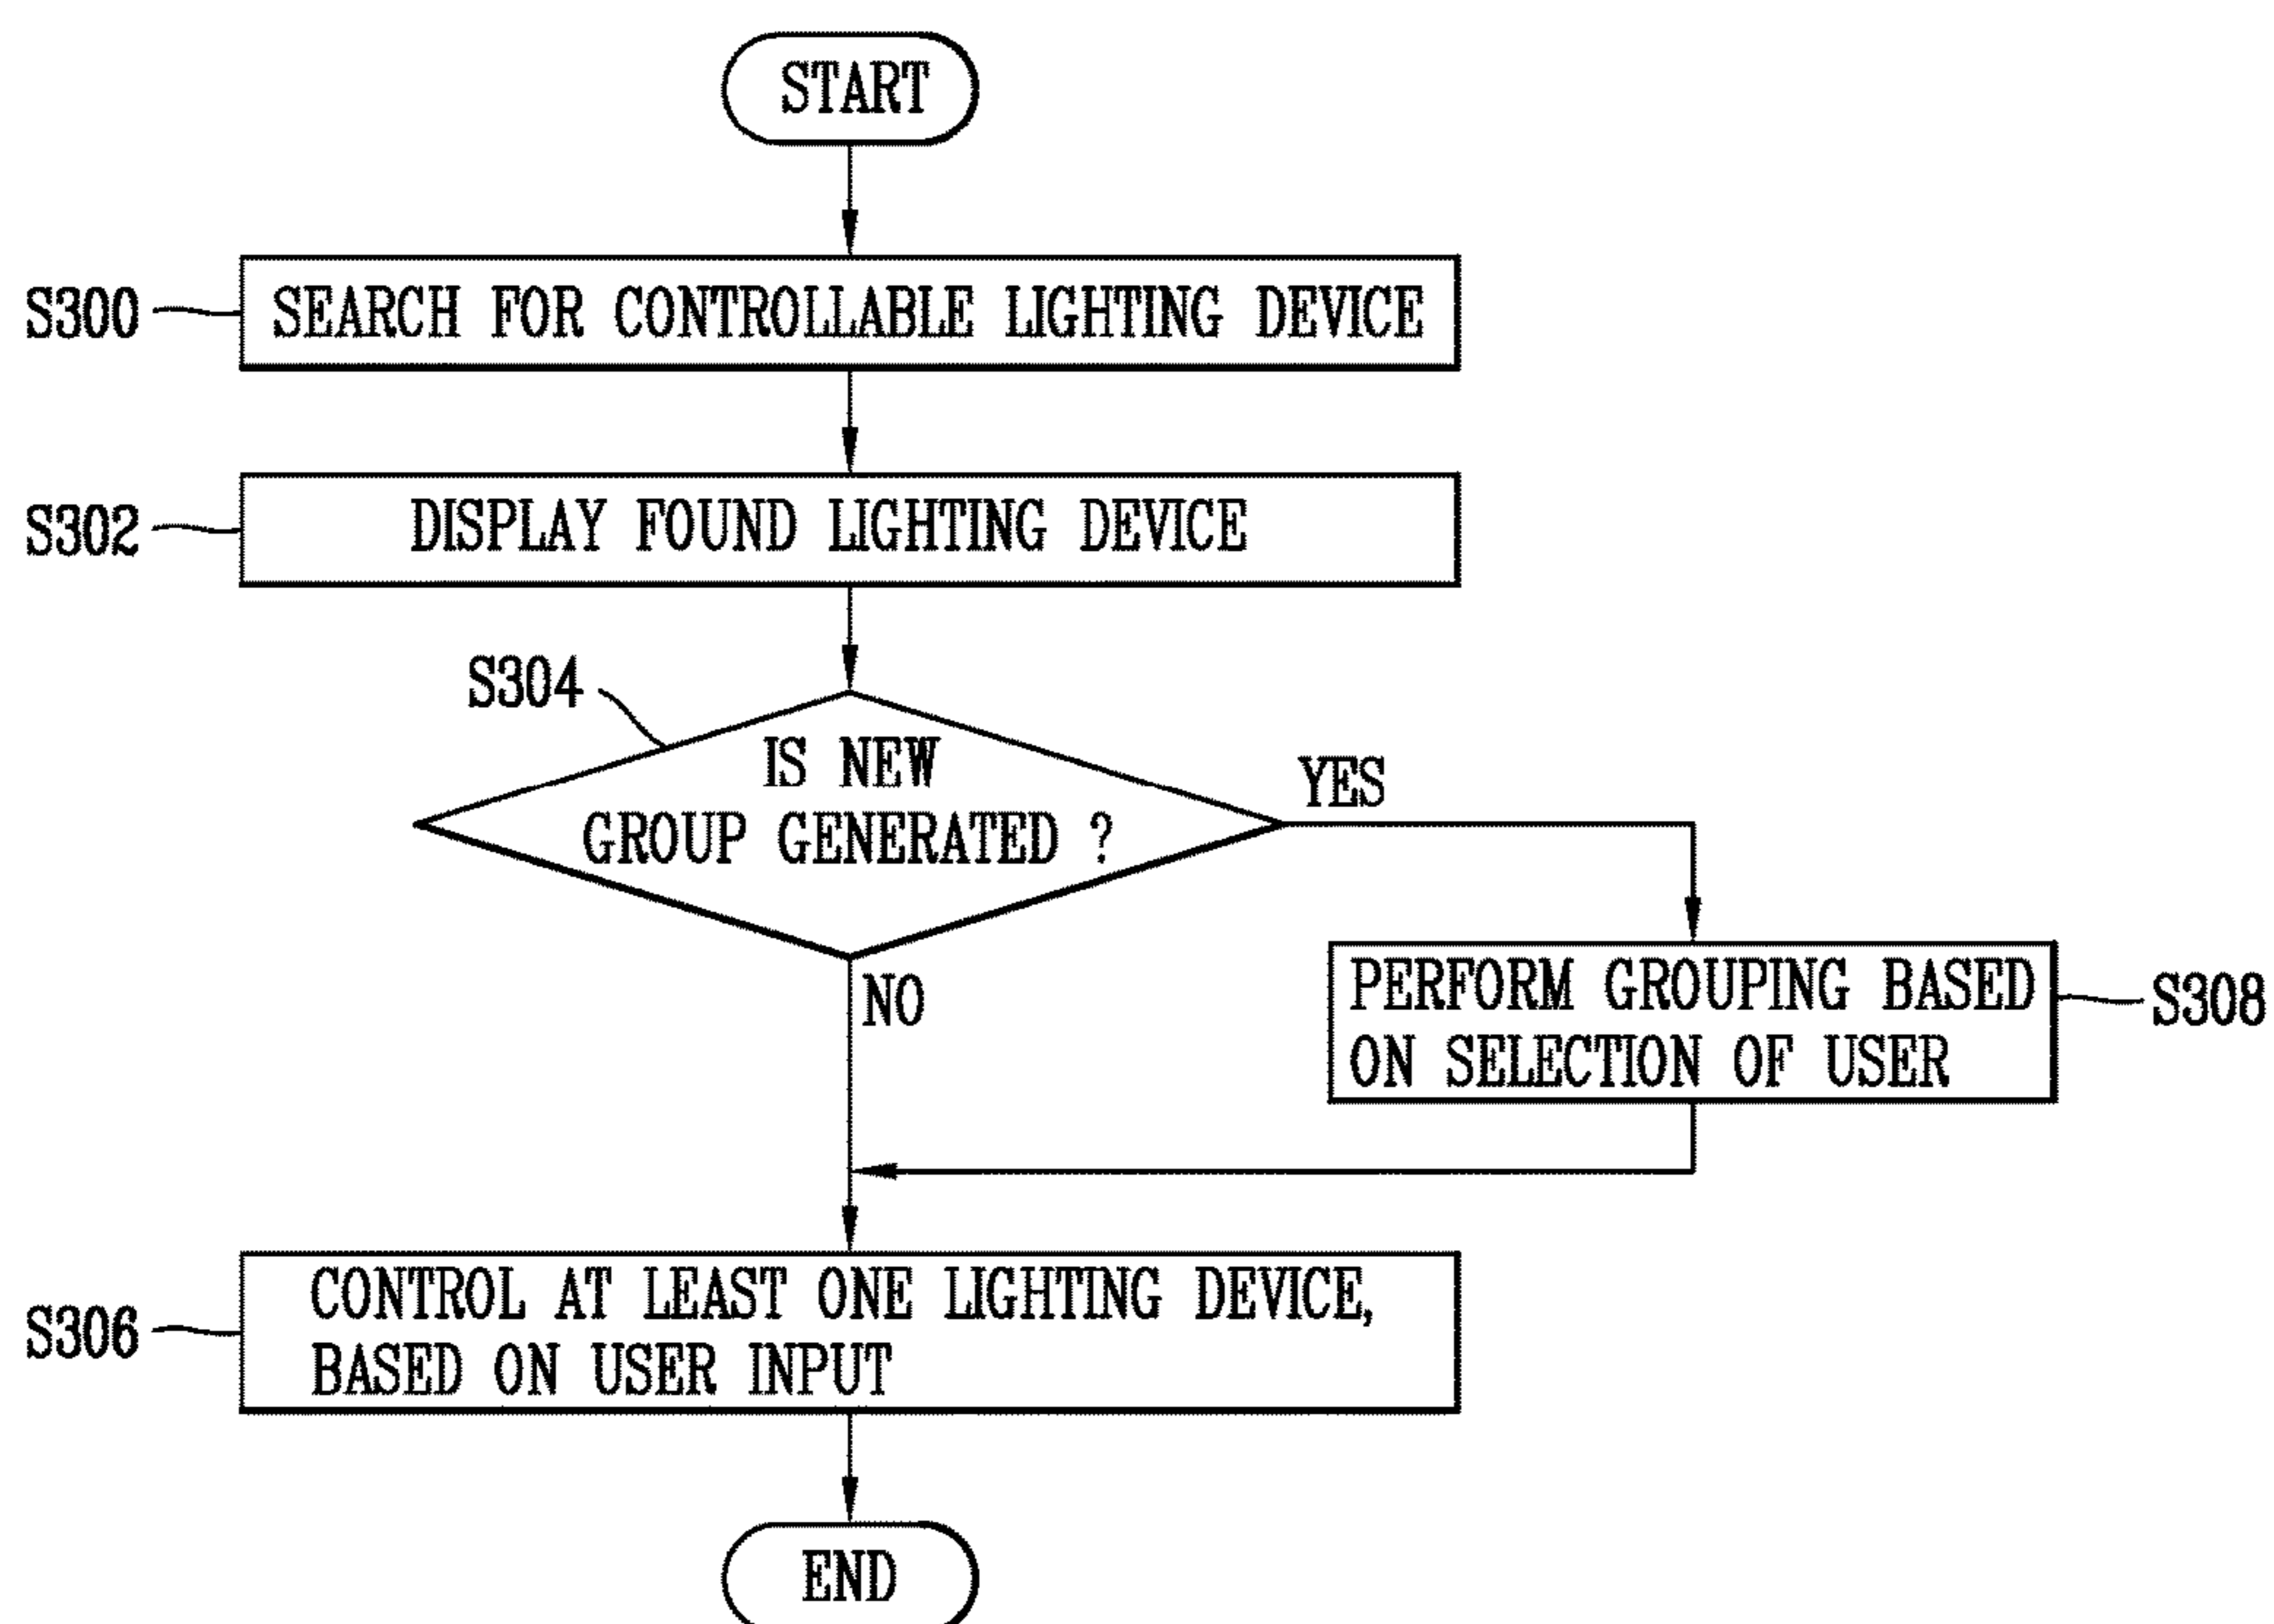 START
S300
SEARCH FOR CONTROLLABLE LIGHTING DEVICE
S302
DISPLAY FOUND LIGHTING DEVICE
S304
IS NEW
GROUP GENERATED ?
YES
NO
PERFORM GROUPING BASED
ON SELECTION OF USER
S308
S306
CONTROL AT LEAST ONE LIGHTING DEVICE,
BASED ON USER INPUT
END